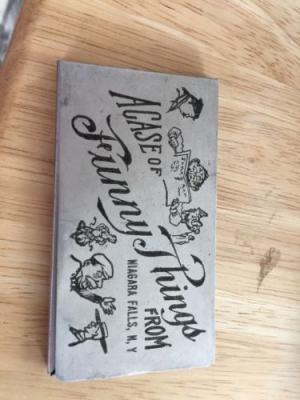 A CASE OF
Funny Things
FROM
NIAGARA FALLS, N, Y